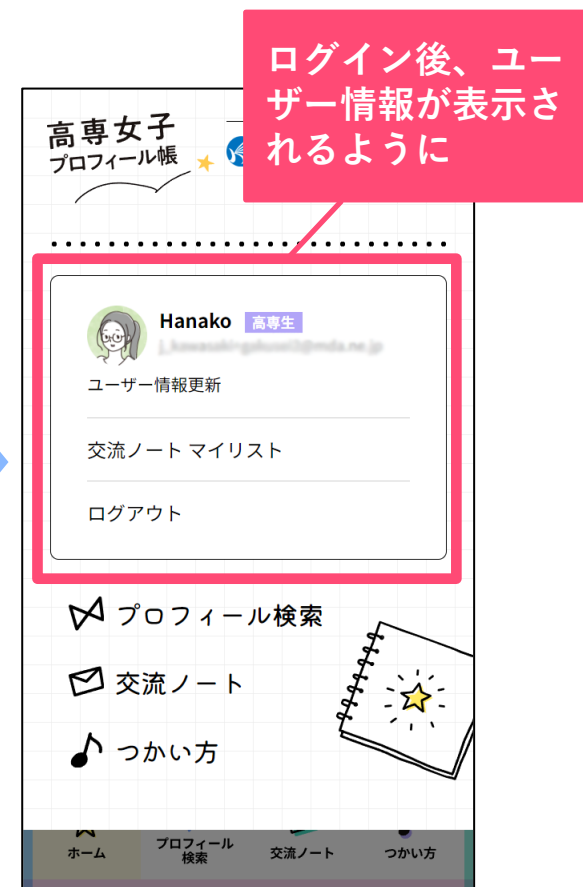 ログイン後、ユー
ザー情報が表示さ
れるように
高専女子
プロフィール帳
Hanako 高専生
ユーザー情報更新
交流ノート マイリスト
ログアウト
プロフィール検索
交流ノート
つかい方
ホーム
プロフィール
検索
交流ノート
つかい方